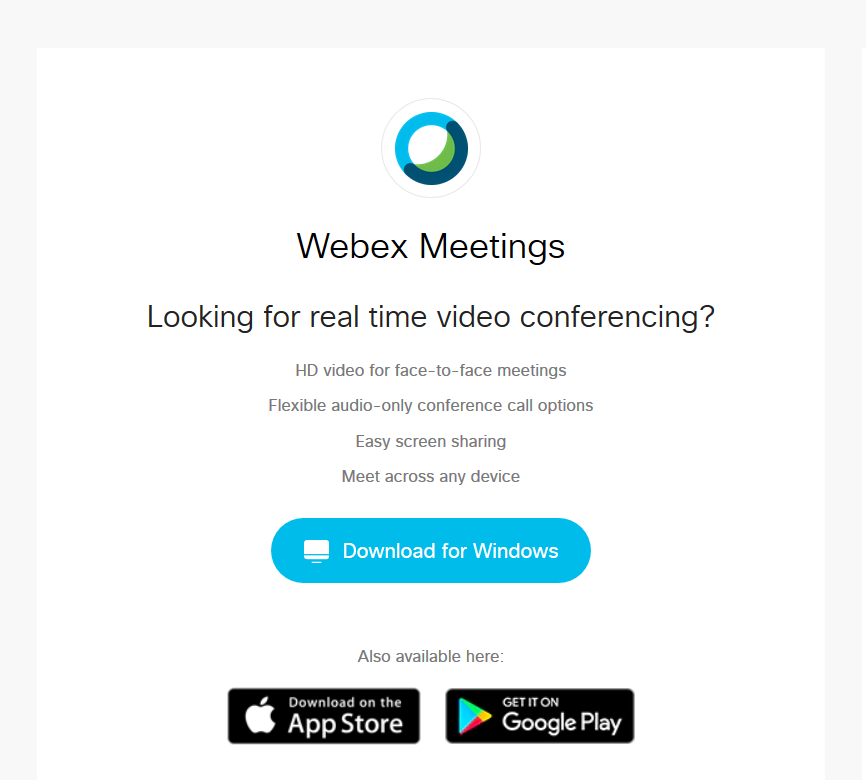 Webex Meetings
Looking for real time video conferencing?
HD video for face-to-face meetings
Flexible audio-only conference call options
Easy screen sharing
Meet across any device
Download for Windows
Also available here:
Download on the
App Store
GET IT ON
Google Play